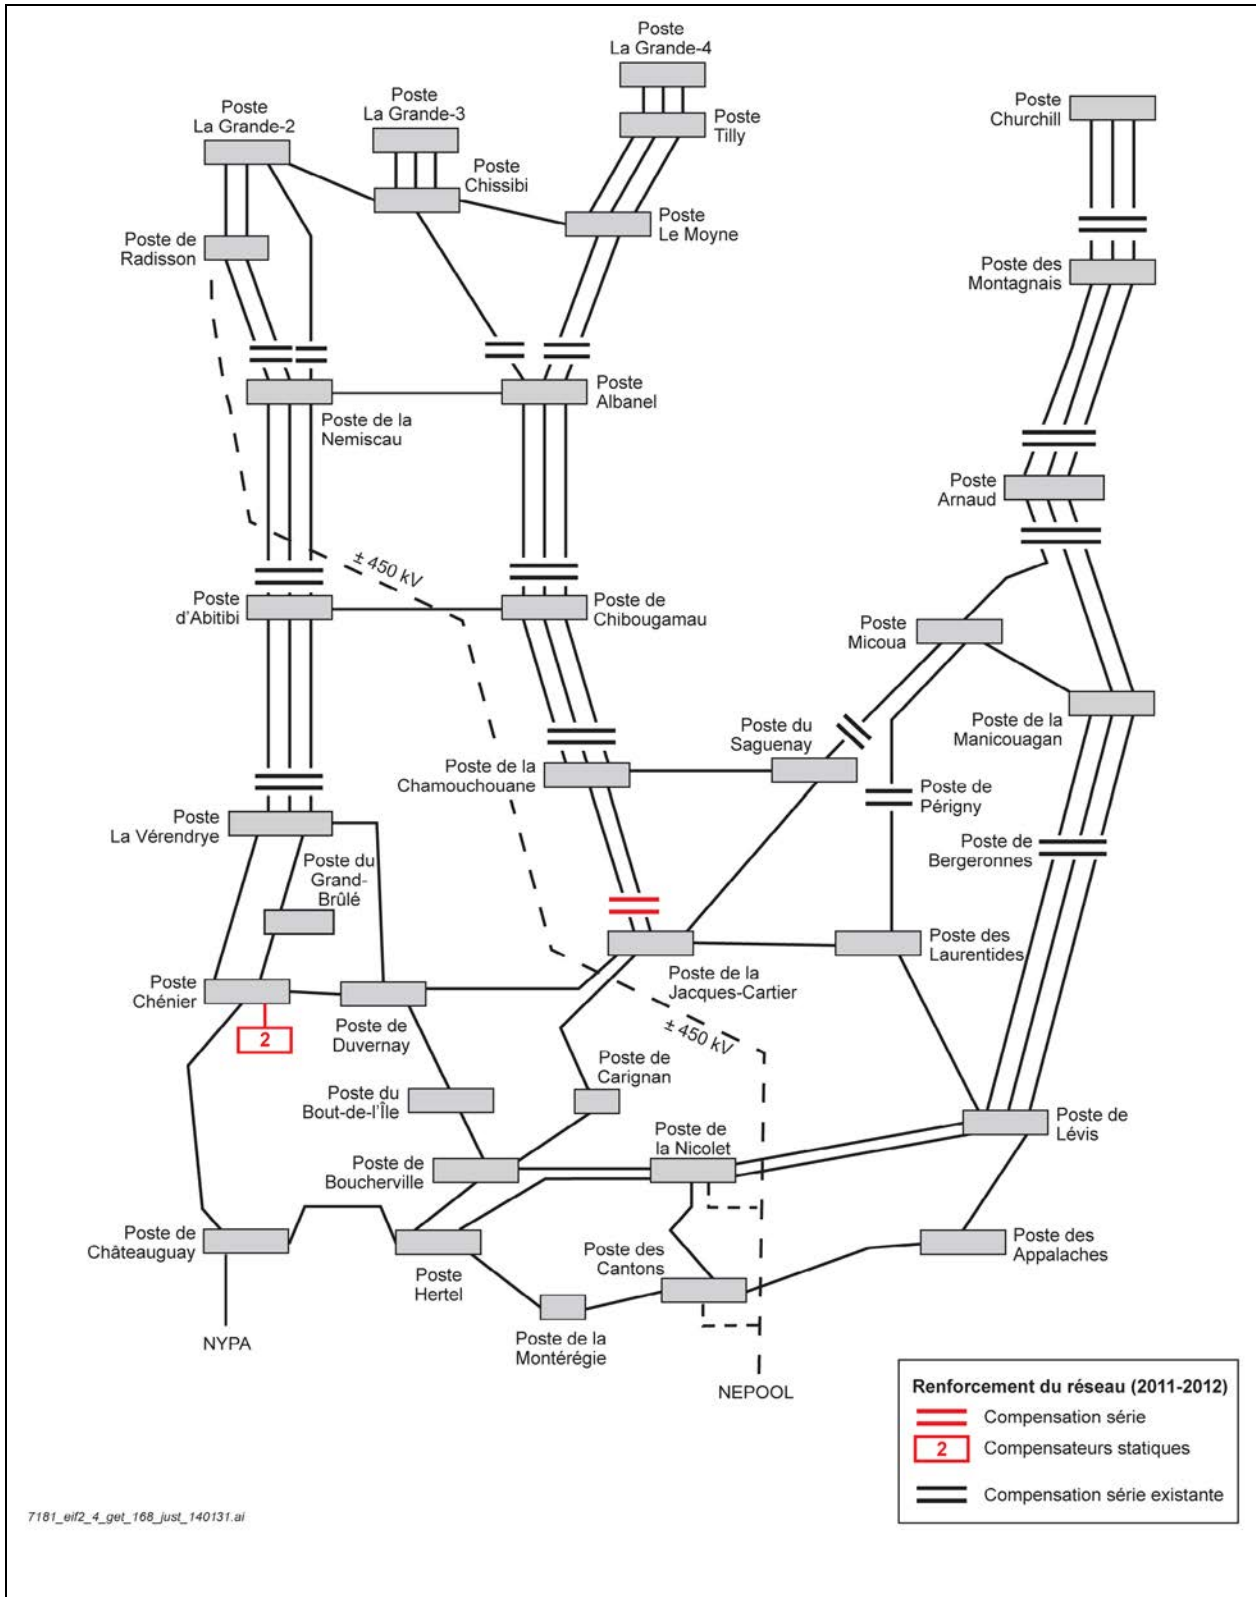 Poste
La Grande-4
Poste
La Grande-2
Poste
La Grande-3
Poste
Tilly
Poste
Churchill
Poste
Chissibi
Poste
Le Moyne
Poste de
Radisson
Poste des
Montagnais
Poste de la
Nemiscau
Poste
Albanel
Poste
Arnaud
± 450 kV
Poste
d'Abitibi
Poste de
Chibougamau
Poste
Micoua
Poste de la
Manicouagan
Poste du
Saguenay
Poste de la
Chamouchouane
Poste de
Périgny
Poste
La Vérendrye
Poste de
Bergeronnes
Poste du
Grand-
Brûlé
Poste des
Laurentides
Poste de la
Jacques-Cartier
Poste
Chénier
2
Poste de
Duvernay
± 450 kV
Poste de
Carignan
Poste du
Bout-de-l'Île
Poste de
Lévis
Poste de
la Nicolet
Poste de
Boucherville
Poste de
Châteauguay
Poste
Hertel
Poste des
Cantons
Poste des
Appalaches
NYPA
Poste de la
Montérégie
NEPOOL
Renforcement du réseau (2011-2012)
Compensation série
2 Compensateurs statiques
Compensation série existante
7181_eif2_4_get_168_just_140131.ai